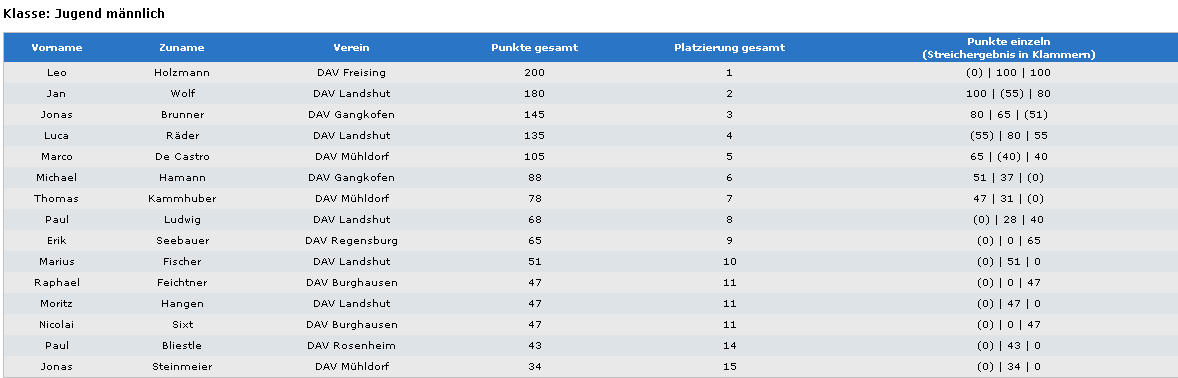 Klasse: Jugend männlich
Vorname Zuname Verein Punkte gesamt Platzierung gesamt Punkte einzeln
(Streichergebnis in Klammern)
Leo Holzmann DAV Freising 200 1 (0) | 100 | 100
Jan Wolf DAV Landshut 180 2 100 | (55) | 80
Jonas Brunner DAV Gangkofen 145 3 80 | 65 | (51)
Luca Räder DAV Landshut 135 4 (55) | 80 | 55
Marco De Castro DAV Mühldorf 105 5 65 | (40) | 40
Michael Hamann DAV Gangkofen 88 6 51 | 37 | (0)
Thomas Kammhuber DAV Mühldorf 78 7 47 | 31 | (0)
Paul Ludwig DAV Landshut 68 8 (0) | 28 | 40
Erik Seebauer DAV Regensburg 65 9 (0) | 0 | 65
Marius Fischer DAV Landshut 51 10 (0) | 51 | 0
Raphael Feichtner DAV Burghausen 47 11 (0) | 0 | 47
Moritz Hangen DAV Landshut 47 11 (0) | 47 | 0
Nicolai Sixt DAV Burghausen 47 11 (0) | 0 | 47
Paul Bliestle DAV Rosenheim 43 14 (0) | 43 | 0
Jonas Steinmeier DAV Mühldorf 34 15 (0) | 34 | 0